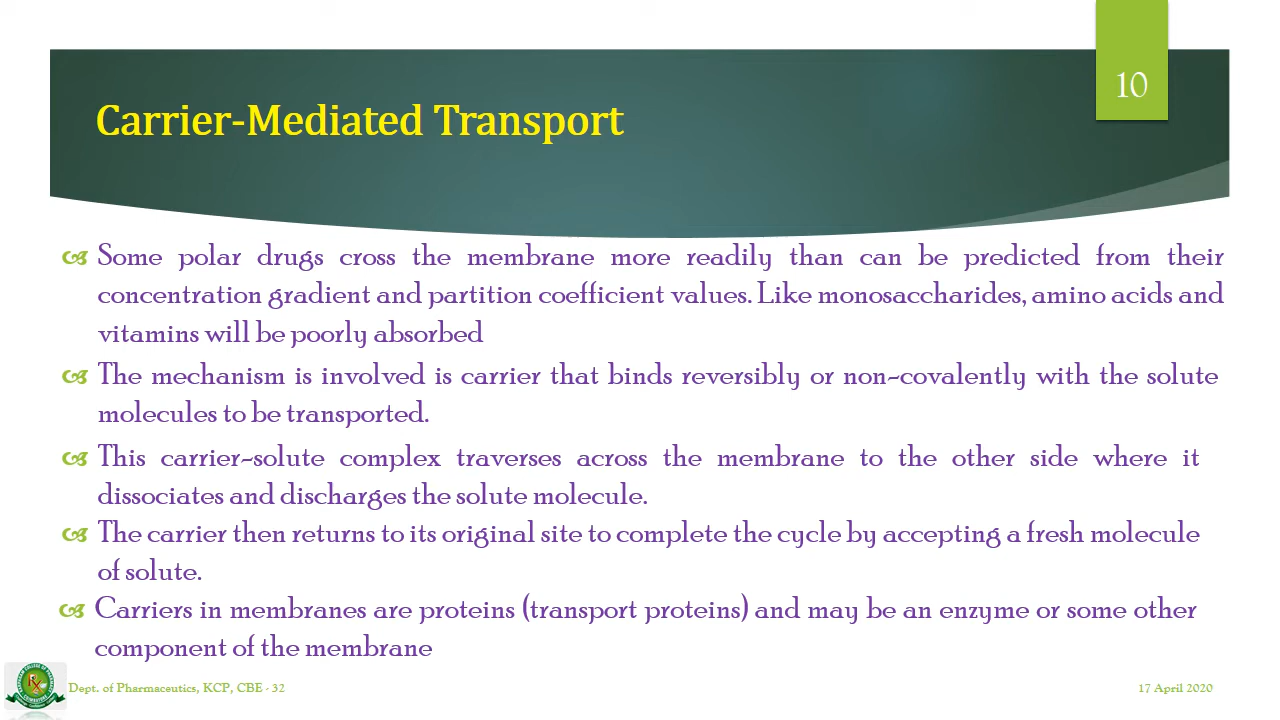 10
Carrier-Mediated Transport
Some polar drugs cross the membrane more readily than can be predicted from their
concentration gradient and partition coefficient values. Like monosaccharides, amino acids and
vitamins will be poorly absorbed
The mechanism is involved is carrier that binds reversibly or non-covalently with the solute
molecules to be transported.
This carrier-solute complex traverses across the membrane to the other side where it
dissociates and discharges the solute molecule.
The carrier then returns to its original site to complete the cycle by accepting a fresh molecule
of solute.
Carriers in membranes are proteins (transport proteins) and may be an enzyme or some other
component of the membrane
Dept. of Pharmaceutics, KCP, CBE - 32
17 April 2020